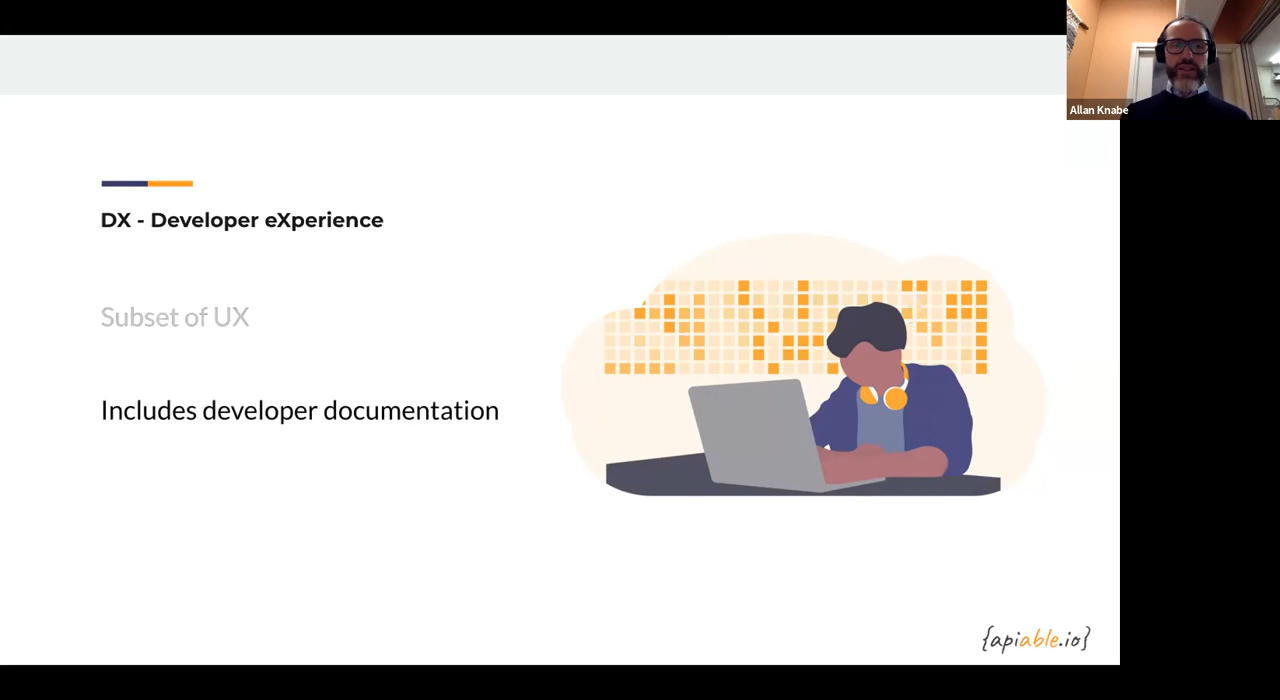 Allan Knabe
DX - Developer eXperience
Subset of UX
Includes developer documentation
{apiable.io}